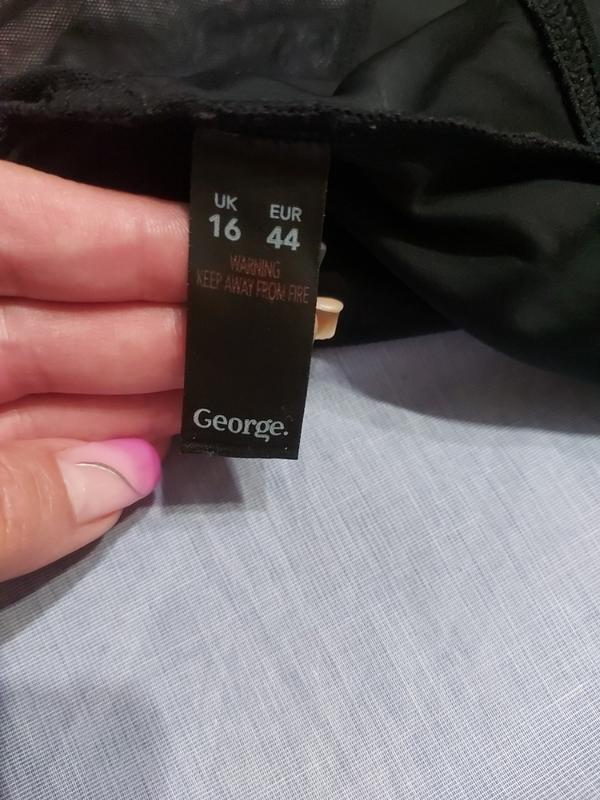 UK EUR
16 44
WARNING
KEEP AWAY FROM FIRE
George.